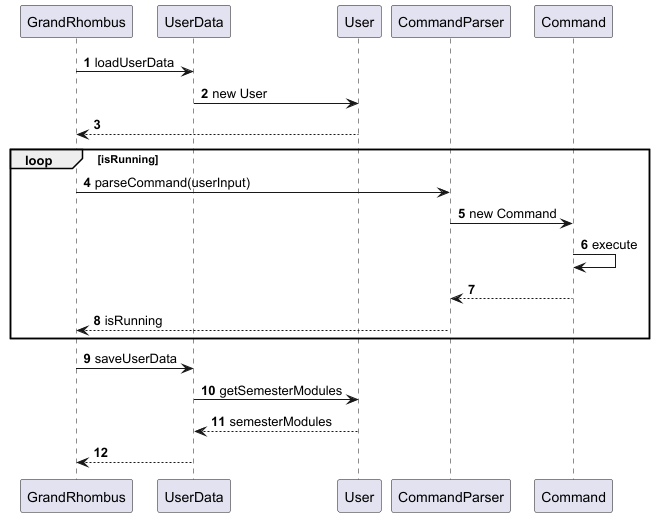 GrandRhombus UserData User CommandParser Command
1 loadUserData
2 new User
3
loop [isRunning]
4 parseCommand(userInput)
5 new Command
6 execute
7
8 isRunning
9 saveUserData
10 getSemesterModules
11 semesterModules
12
GrandRhombus UserData User CommandParser Command